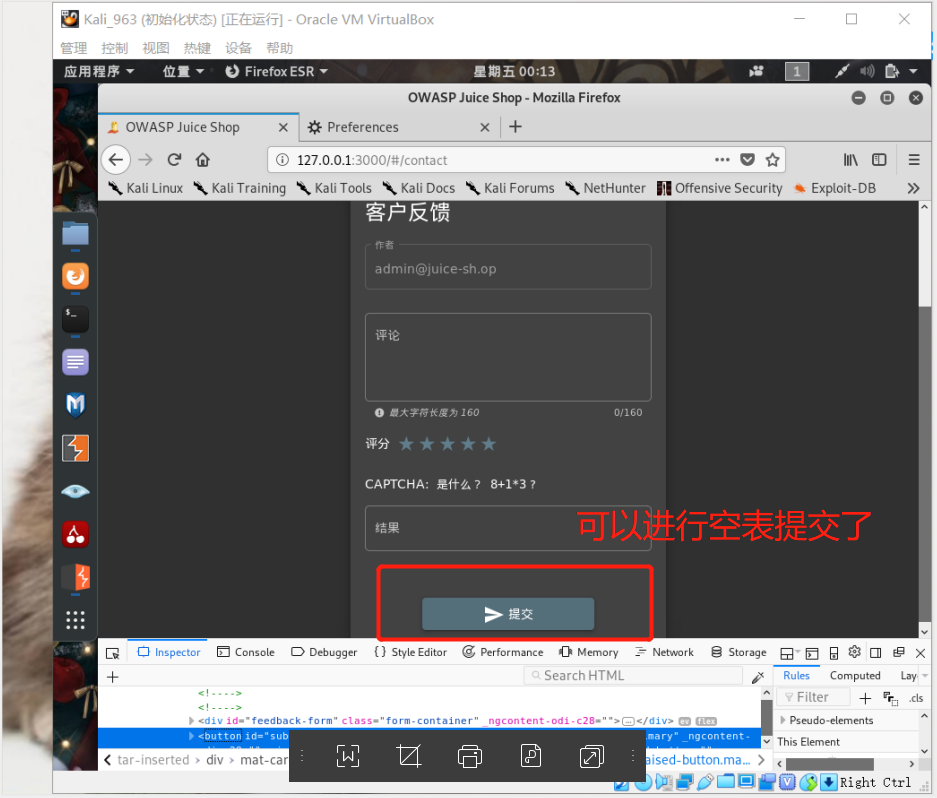 Kali_963 (初始化状态) [正在运行] - Oracle VM VirtualBox
管理 控制 视图 热键 设备 帮助
应用程序 位置 Firefox ESR 星期五 00:13 1
OWASP Juice Shop - Mozilla Firefox
OWASP Juice Shop Preferences
127.0.0.1:3000/#/contact
Kali Linux Kali Training Kali Tools Kali Docs Kali Forums NetHunter Offensive Security Exploit-DB
客户反馈
作者
admin@juice-sh.op
评论
最大字符长度为 160 0/160
评分
CAPTCHA: 是什么? 8+1*3 ?
结果
可以进行空表提交了
提交
Inspector Console Debugger Style Editor Performance Memory Network Storage
Search HTML
Rules Computed Lay
Filter .cls
<!---->
<!---->
<div id="feedback-form" class="form-container" _ngcontent-odi-c28="">…</div> ev flex
<button id="sub mary" _ngcontent-
Pseudo-elements
This Element
tar-inserted div mat-car aised-button.ma...
Right Ctrl